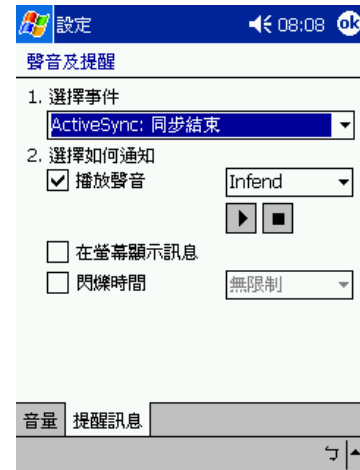 設定 08:08 ok
聲音及提醒
1. 選擇事件
ActiveSync: 同步結束
2. 選擇如何通知
播放聲音 Infend
在螢幕顯示訊息
閃爍時間 無限制
音量 提醒訊息
ㄅ